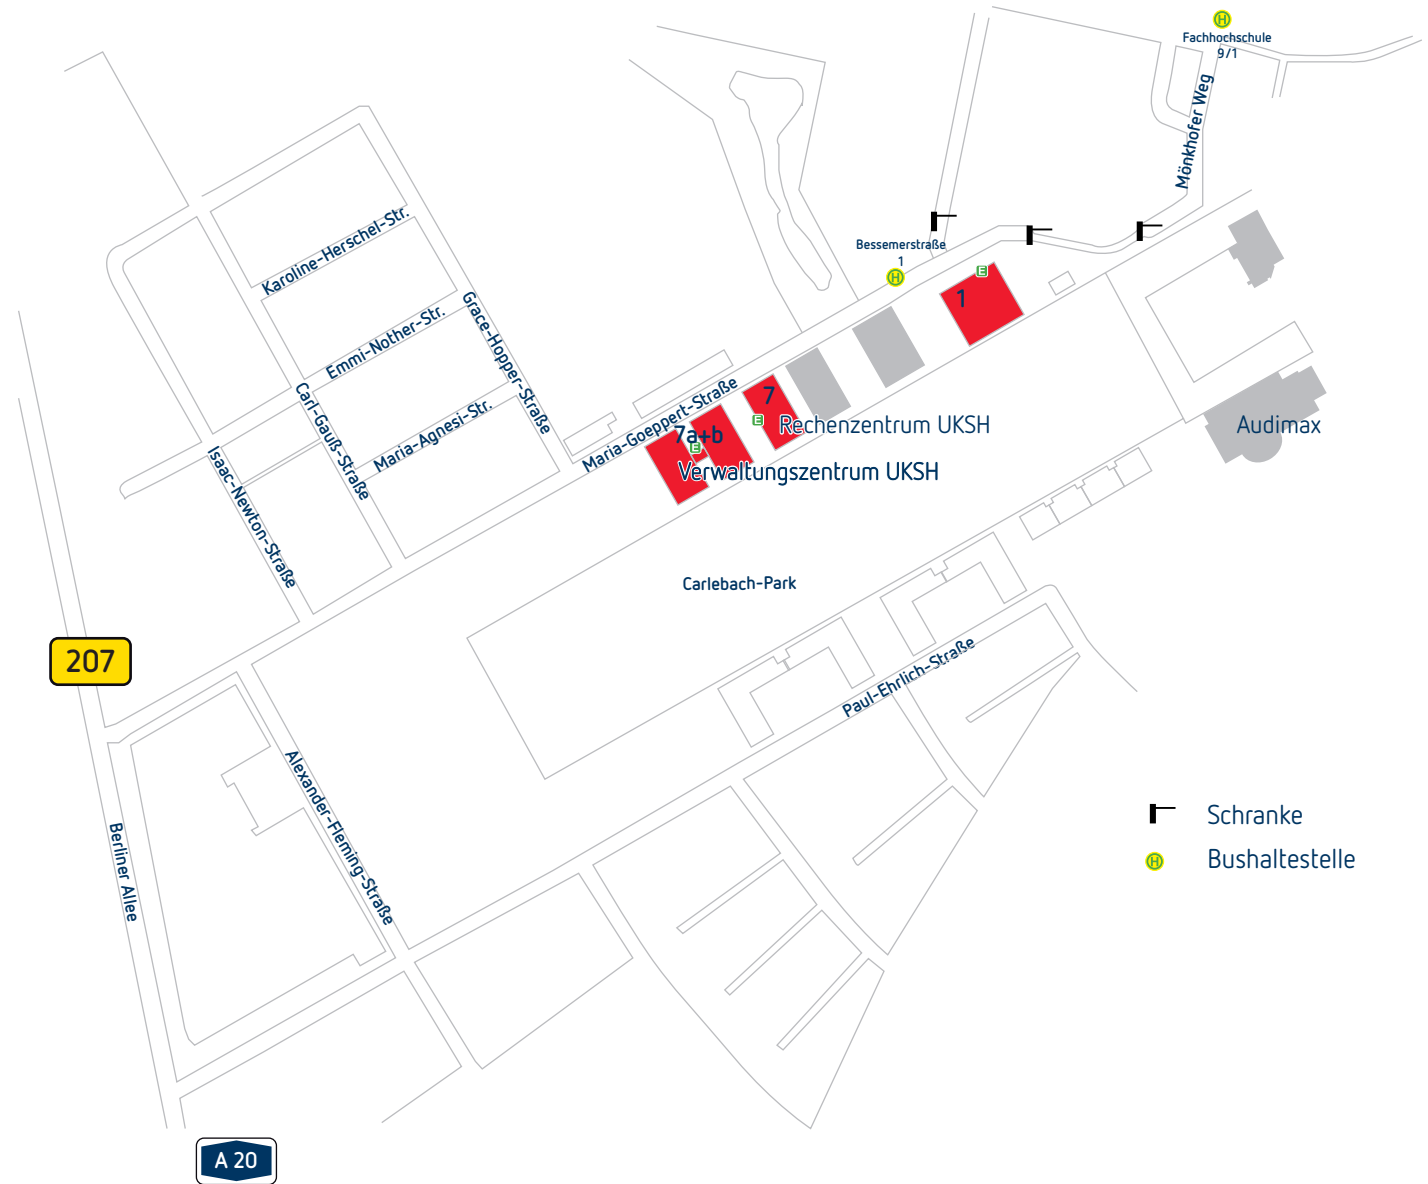 H
Fachhochschule
9/1
Mönkhofer Weg
Bessemerstraße
1
H
E
1
Karoline-Herschel-Str.
Emmi-Nother-Str.
Grace-Hopper-Straße
Maria-Agnesi-Str.
Carl-Gauß-Straße
Isaac-Newton-Straße
Maria-Goeppert-Straße
7
E
Rechenzentrum UKSH
7a+b
E
Verwaltungszentrum UKSH
Audimax
Carlebach-Park
207
Paul-Ehrlich-Straße
Alexander-Fleming-Straße
Berliner Allee
Schranke
H
Bushaltestelle
A 20